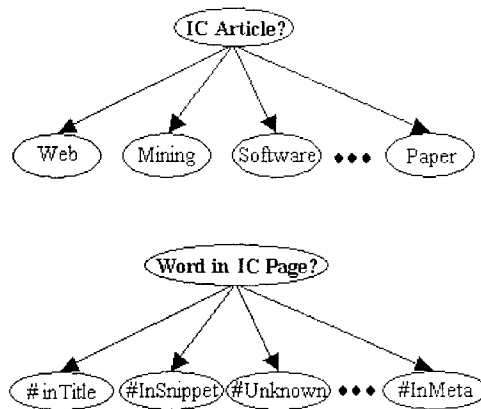 IC Article?
Web Mining Software Paper
Word in IC Page?
#inTitle #InSnippet #Unknown #InMeta